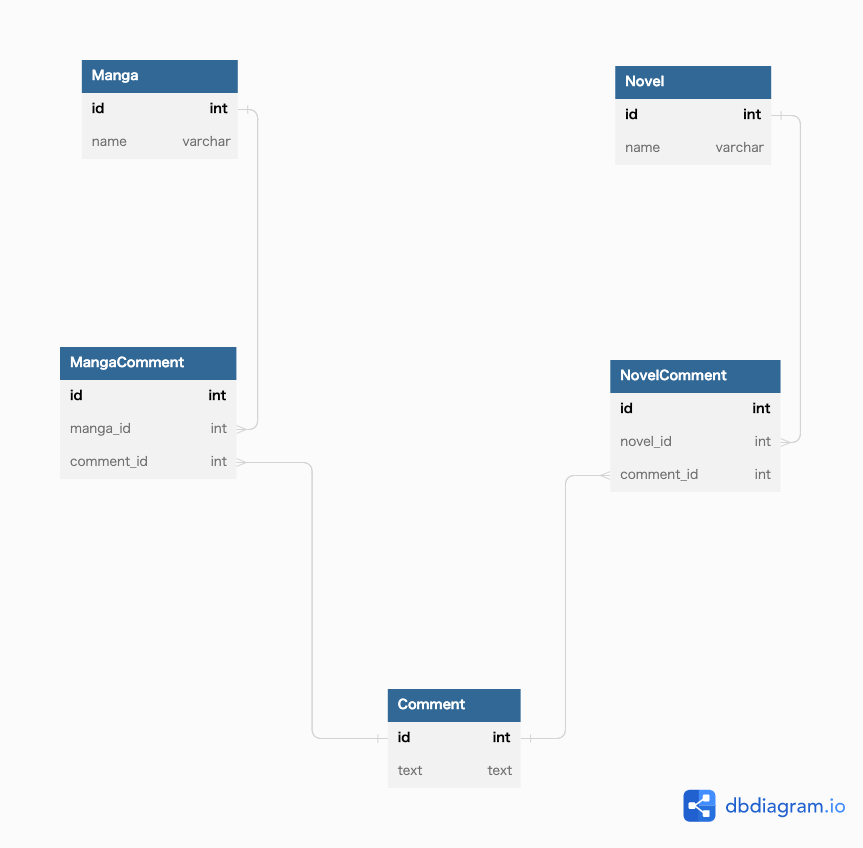 Manga
id int
name varchar
Novel
id int
name varchar
MangaComment
id int
manga_id int
comment_id int
NovelComment
id int
novel_id int
comment_id int
Comment
id int
text text
dbdiagram.io